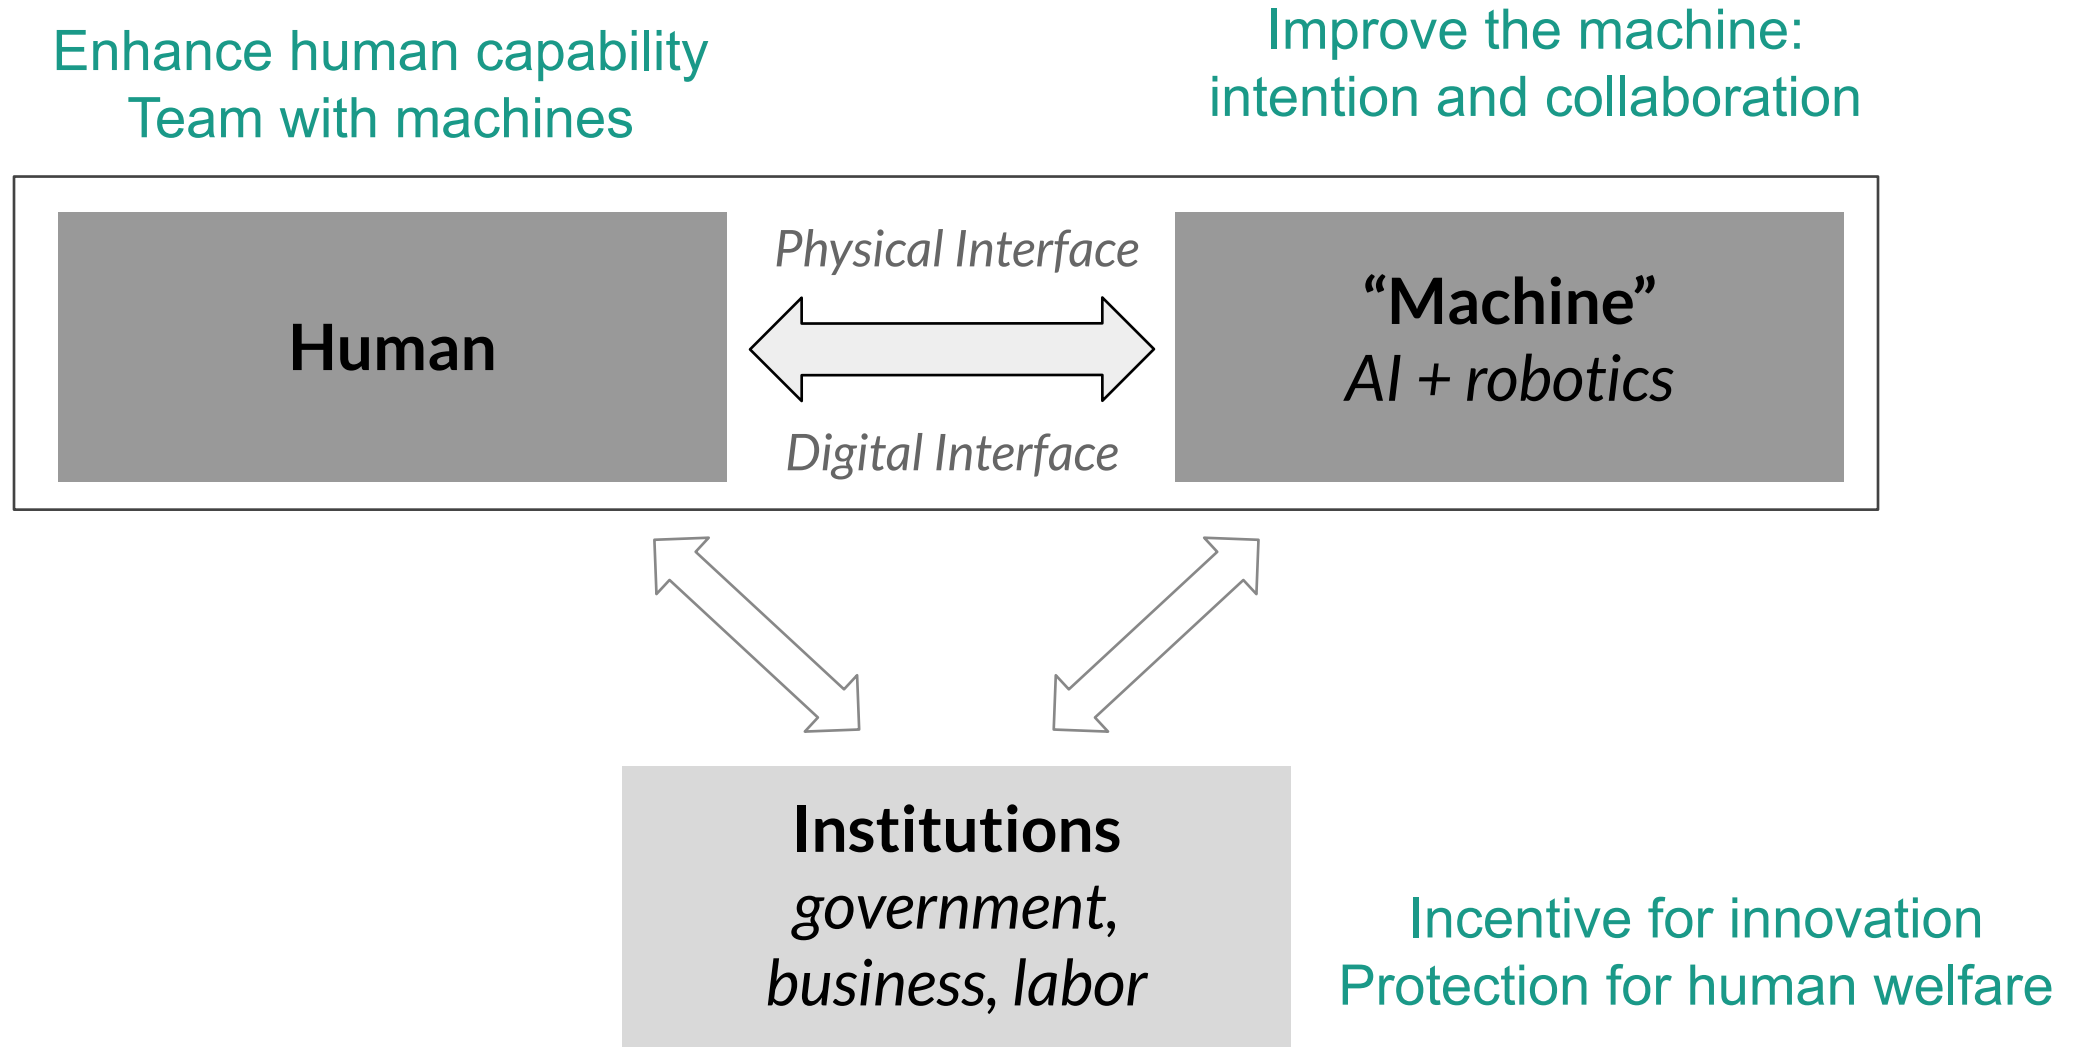 Enhance human capability
Team with machines
Improve the machine:
intention and collaboration
Human
Physical Interface
Digital Interface
“Machine”
AI + robotics
Institutions
government,
business, labor
Incentive for innovation
Protection for human welfare